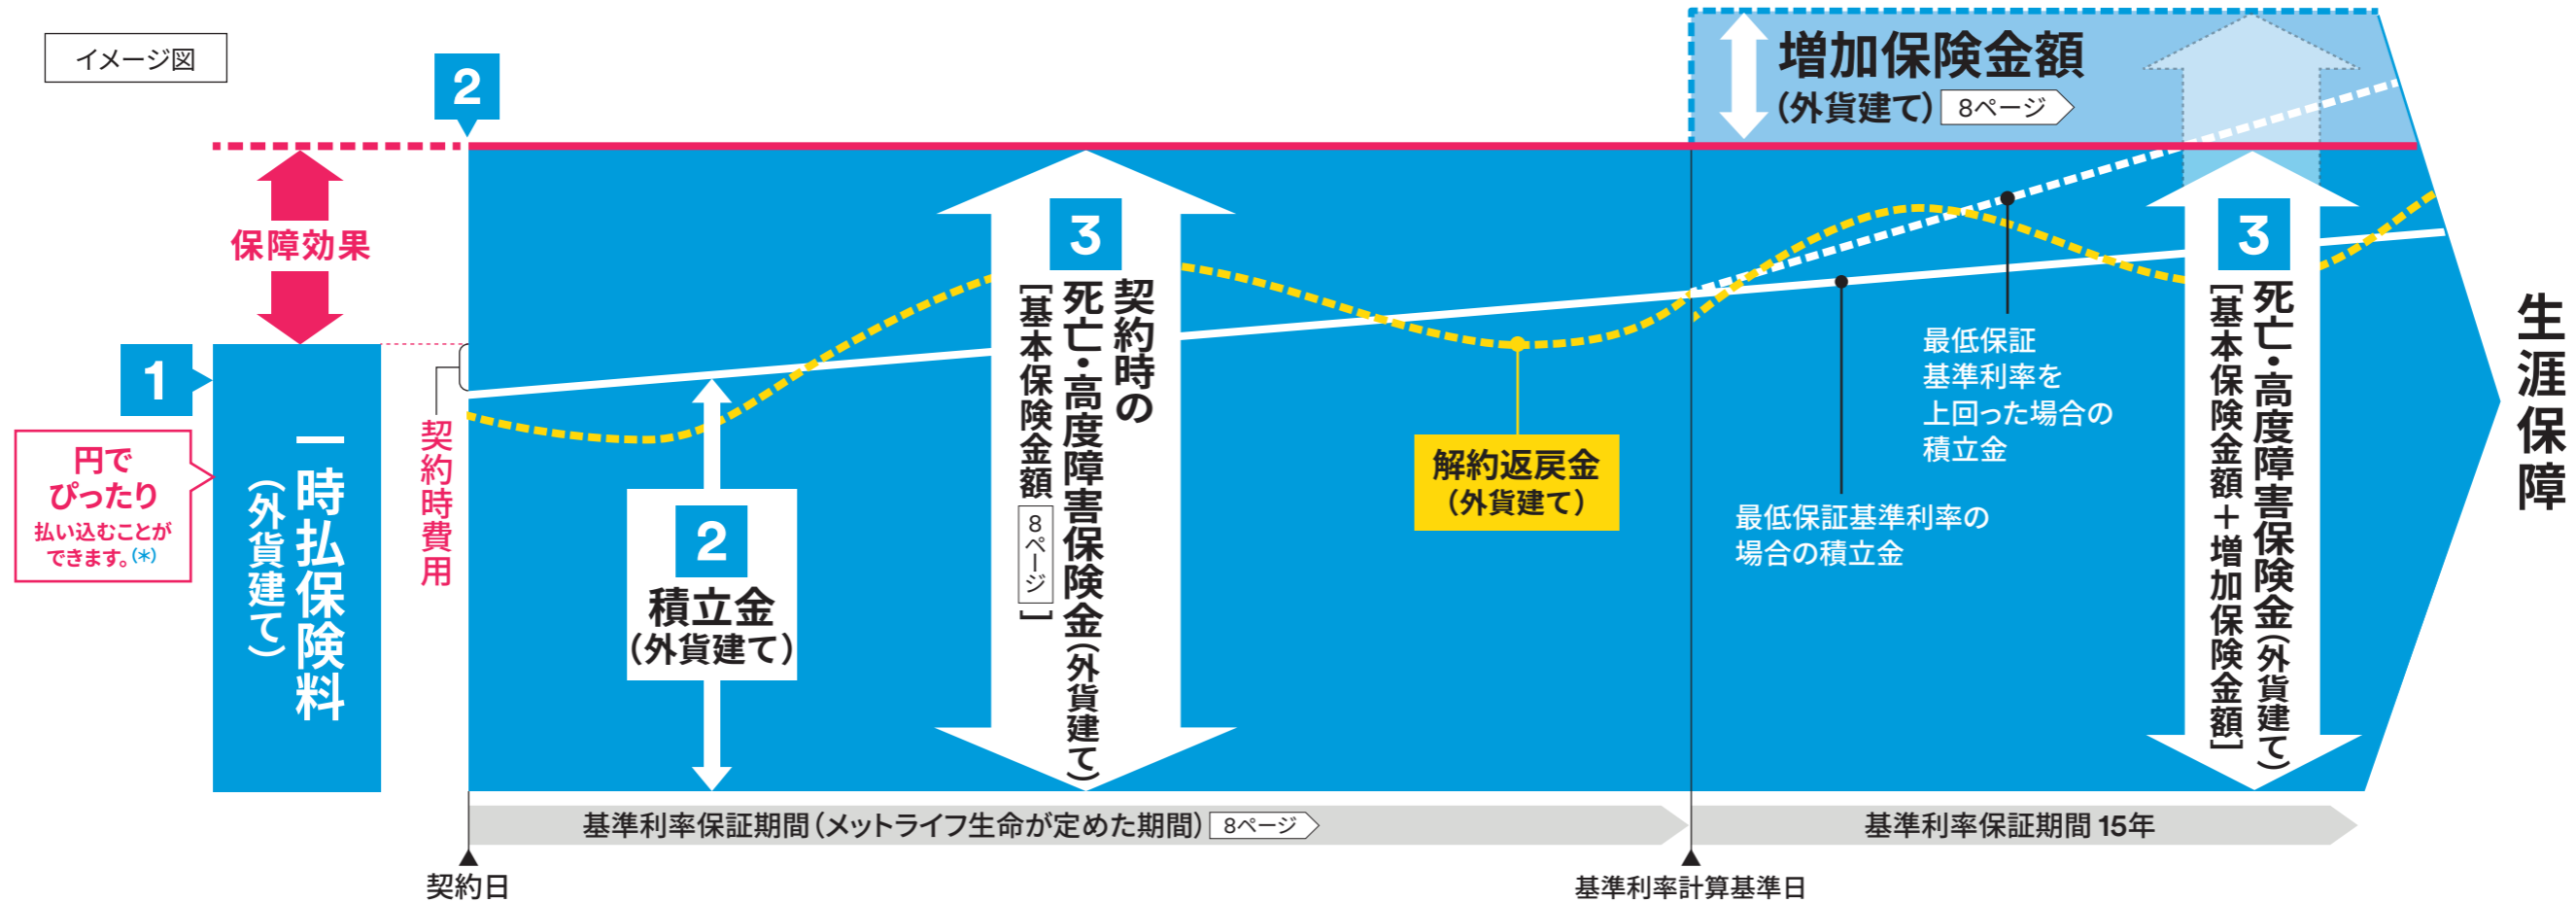 イメージ図
2
保障効果
1
円で
ぴったり
払い込むことが
できます。(＊)
一時払保険料
(外貨建て)
契約時費用
2
積立金
(外貨建て)
3
契約時の
死亡・高度障害保険金(外貨建て)
[基本保険金額 8ページ ]
解約返戻金
(外貨建て)
増加保険金額
(外貨建て) 8ページ
最低保証
基準利率を
上回った場合の
積立金
最低保証基準利率の
場合の積立金
3
死亡・高度障害保険金(外貨建て)
[基本保険金額＋増加保険金額]
生涯保障
基準利率保証期間(メットライフ生命が定めた期間) 8ページ
基準利率保証期間 15年
契約日
基準利率計算基準日